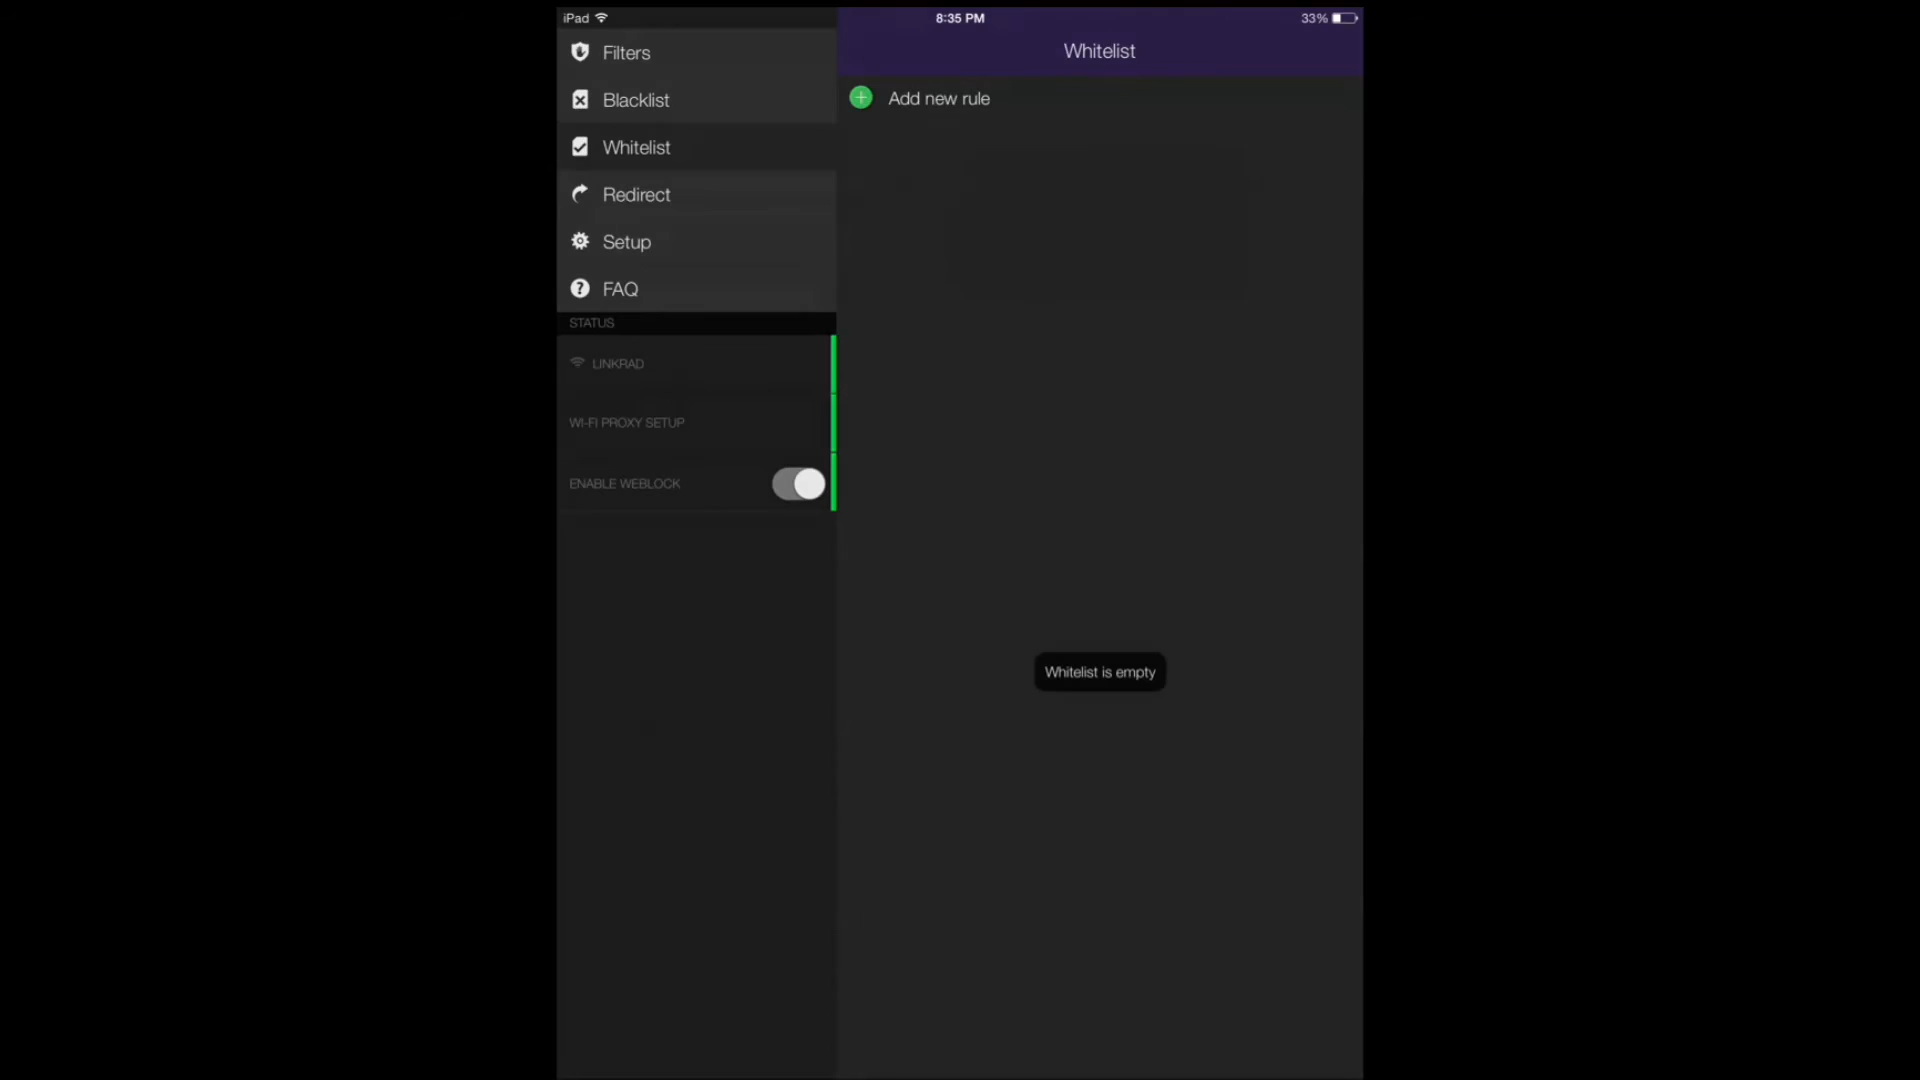 iPad
8:35 PM
33%
Filters
Blacklist
Whitelist
Redirect
Setup
FAQ
STATUS
LINKRAD
WI-FI PROXY SETUP
ENABLE WEBLOCK
Whitelist
Add new rule
Whitelist is empty